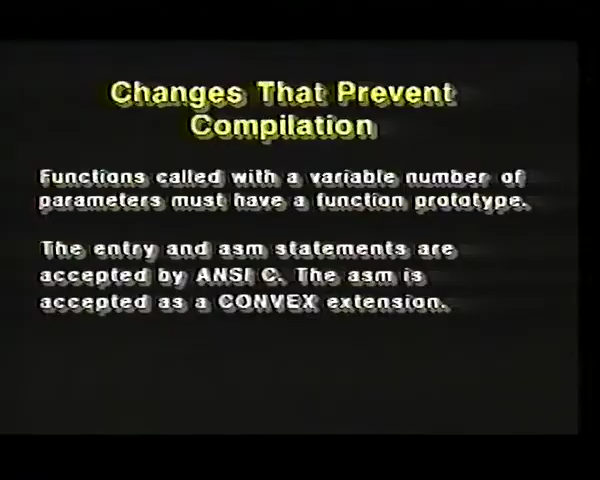 Changes That Prevent
Compilation
Functions called with a variable number of
parameters must have a function prototype.
The entry and asm statements are
accepted by ANSI C. The asm is
accepted as a CONVEX extension.